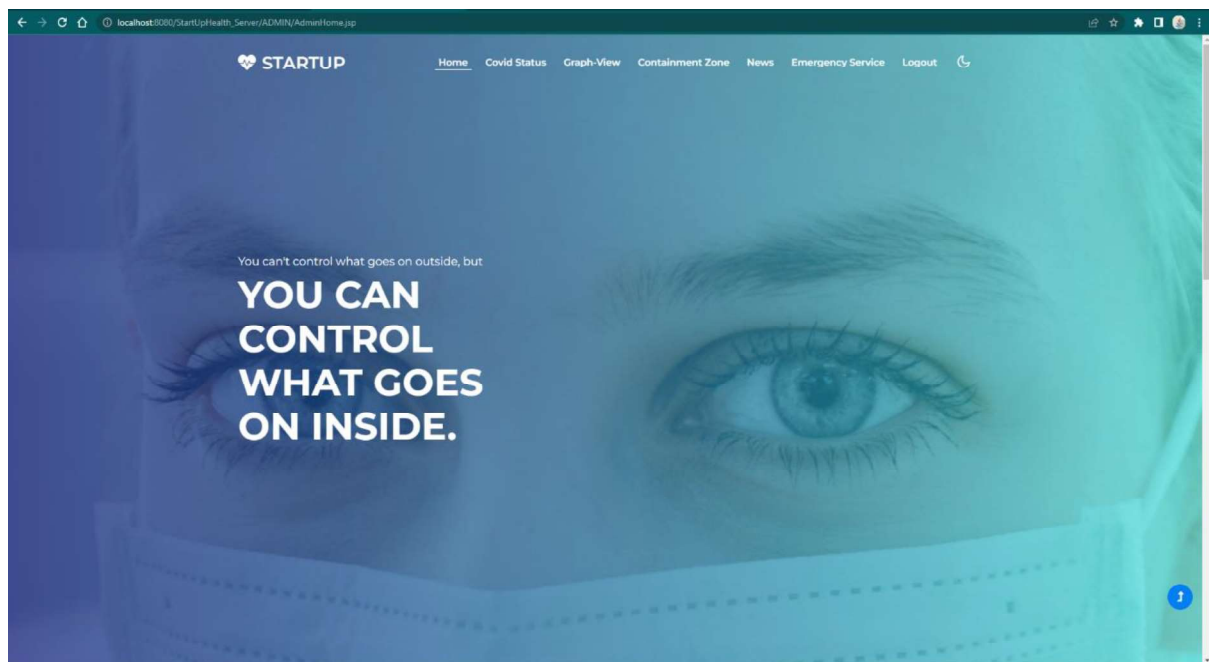 localhost:8080/StartUpHealth_Server/ADMIN/AdminHome.jsp
STARTUP Home Covid Status Graph-View Containment Zone News Emergency Service Logout
You can't control what goes on outside, but
YOU CAN
CONTROL
WHAT GOES
ON INSIDE.